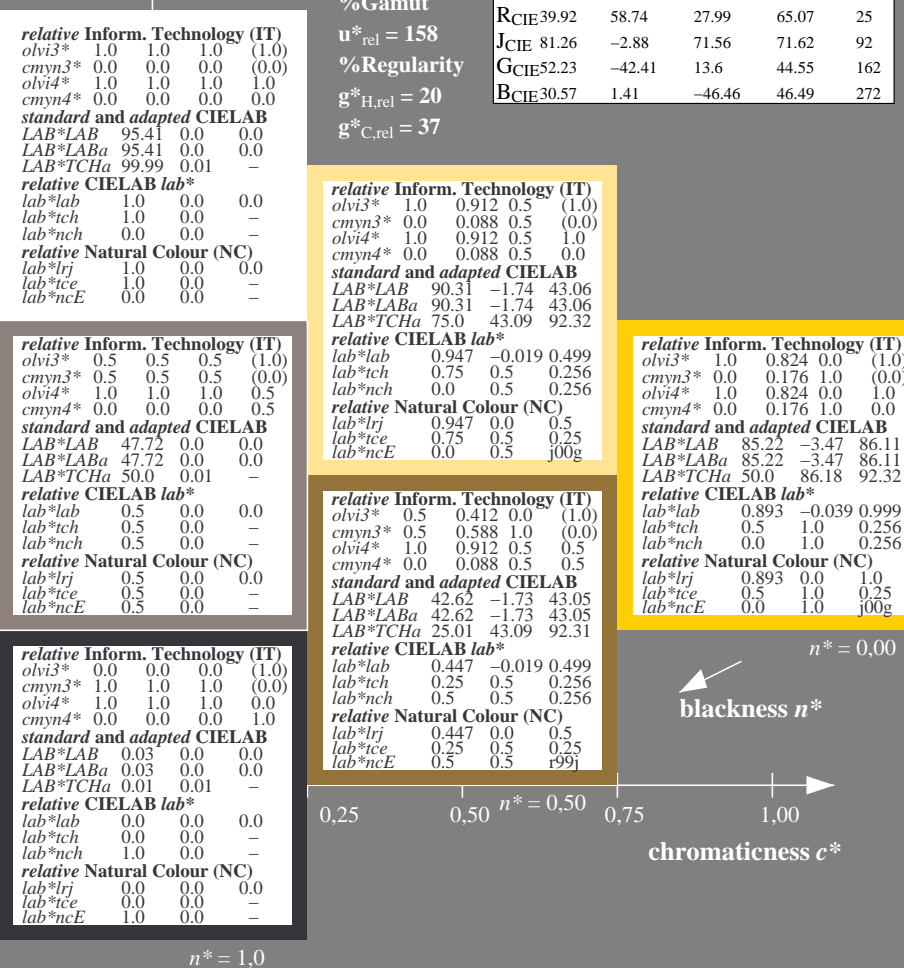 %Gamut
u*rel = 158
%Regularity
g*H,rel = 20
g*C,rel = 37
RCIE 39.92 58.74 27.99 65.07 25
JCIE 81.26 −2.88 71.56 71.62 92
GCIE 52.23 −42.41 13.6 44.55 162
BCIE 30.57 1.41 −46.46 46.49 272
relative Inform. Technology (IT)
olvi3* 1.0 1.0 1.0 (1.0)
cmyn3* 0.0 0.0 0.0 (0.0)
olvi4* 1.0 1.0 1.0 1.0
cmyn4* 0.0 0.0 0.0 0.0
standard and adapted CIELAB
LAB*LAB 95.41 0.0 0.0
LAB*LABa 95.41 0.0 0.0
LAB*TCHa 99.99 0.01 –
relative CIELAB lab*
lab*lab 1.0 0.0 0.0
lab*tch 1.0 0.0 –
lab*nch 0.0 0.0 –
relative Natural Colour (NC)
lab*lrj 1.0 0.0 0.0
lab*tce 1.0 0.0 –
lab*ncE 0.0 0.0 –
relative Inform. Technology (IT)
olvi3* 1.0 0.912 0.5 (1.0)
cmyn3* 0.0 0.088 0.5 (0.0)
olvi4* 1.0 0.912 0.5 1.0
cmyn4* 0.0 0.088 0.5 0.0
standard and adapted CIELAB
LAB*LAB 90.31 −1.74 43.06
LAB*LABa 90.31 −1.74 43.06
LAB*TCHa 75.0 43.09 92.32
relative CIELAB lab*
lab*lab 0.947 −0.019 0.499
lab*tch 0.75 0.5 0.256
lab*nch 0.0 0.5 0.256
relative Natural Colour (NC)
lab*lrj 0.947 0.0 0.5
lab*tce 0.75 0.5 0.25
lab*ncE 0.0 0.5 j00g
relative Inform. Technology (IT)
olvi3* 0.5 0.5 0.5 (1.0)
cmyn3* 0.5 0.5 0.5 (0.0)
olvi4* 1.0 1.0 1.0 0.5
cmyn4* 0.0 0.0 0.0 0.5
standard and adapted CIELAB
LAB*LAB 47.72 0.0 0.0
LAB*LABa 47.72 0.0 0.0
LAB*TCHa 50.0 0.01 –
relative CIELAB lab*
lab*lab 0.5 0.0 0.0
lab*tch 0.5 0.0 –
lab*nch 0.5 0.0 –
relative Natural Colour (NC)
lab*lrj 0.5 0.0 0.0
lab*tce 0.5 0.0 –
lab*ncE 0.5 0.0 –
relative Inform. Technology (IT)
olvi3* 1.0 0.824 0.0 (1.0)
cmyn3* 0.0 0.176 1.0 (0.0)
olvi4* 1.0 0.824 0.0 1.0
cmyn4* 0.0 0.176 1.0 0.0
standard and adapted CIELAB
LAB*LAB 85.22 −3.47 86.11
LAB*LABa 85.22 −3.47 86.11
LAB*TCHa 50.0 86.18 92.32
relative CIELAB lab*
lab*lab 0.893 −0.039 0.999
lab*tch 0.5 1.0 0.256
lab*nch 0.0 1.0 0.256
relative Natural Colour (NC)
lab*lrj 0.893 0.0 1.0
lab*tce 0.5 1.0 0.25
lab*ncE 0.0 1.0 j00g
relative Inform. Technology (IT)
olvi3* 0.5 0.412 0.0 (1.0)
cmyn3* 0.5 0.588 1.0 (0.0)
olvi4* 1.0 0.912 0.5 0.5
cmyn4* 0.0 0.088 0.5 0.5
standard and adapted CIELAB
LAB*LAB 42.62 −1.73 43.05
LAB*LABa 42.62 −1.73 43.05
LAB*TCHa 25.01 43.09 92.31
relative CIELAB lab*
lab*lab 0.447 −0.019 0.499
lab*tch 0.25 0.5 0.256
lab*nch 0.5 0.5 0.256
relative Natural Colour (NC)
lab*lrj 0.447 0.0 0.5
lab*tce 0.25 0.5 0.25
lab*ncE 0.5 0.5 r99j
relative Inform. Technology (IT)
olvi3* 0.0 0.0 0.0 (1.0)
cmyn3* 1.0 1.0 1.0 (0.0)
olvi4* 1.0 1.0 1.0 0.0
cmyn4* 0.0 0.0 0.0 1.0
standard and adapted CIELAB
LAB*LAB 0.03 0.0 0.0
LAB*LABa 0.03 0.0 0.0
LAB*TCHa 0.01 0.01 –
relative CIELAB lab*
lab*lab 0.0 0.0 0.0
lab*tch 0.0 0.0 –
lab*nch 1.0 0.0 –
relative Natural Colour (NC)
lab*lrj 0.0 0.0 0.0
lab*tce 0.0 0.0 –
lab*ncE 1.0 0.0 –
n* = 0,00
blackness n*
0,25 0,50 n* = 0,50 0,75 1,00
chromaticness c*
n* = 1,0